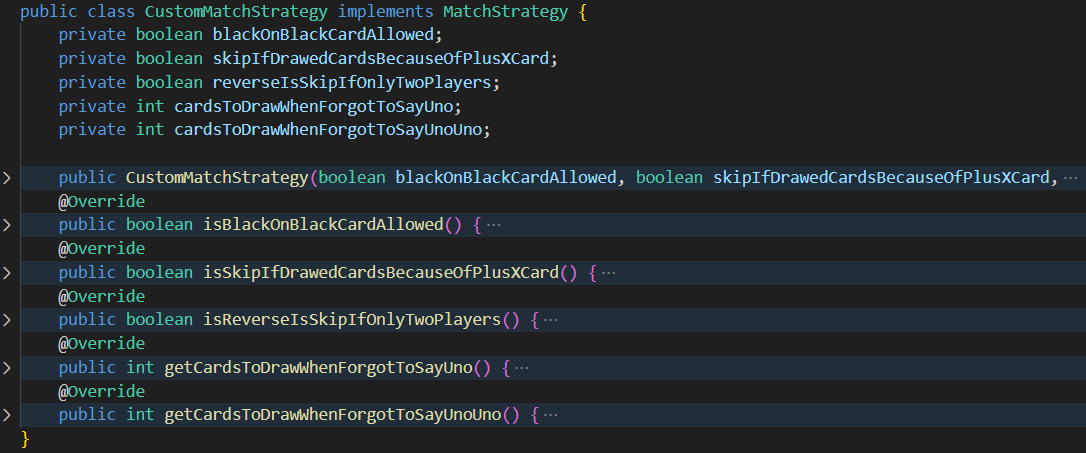 public class CustomMatchStrategy implements MatchStrategy {
private boolean blackOnBlackCardAllowed;
private boolean skipIfDrawedCardsBecauseOfPlusXCard;
private boolean reverseIsSkipIfOnlyTwoPlayers;
private int cardsToDrawWhenForgotToSayUno;
private int cardsToDrawWhenForgotToSayUnoUno;
public CustomMatchStrategy(boolean blackOnBlackCardAllowed, boolean skipIfDrawedCardsBecauseOfPlusXCard, ⋯
@Override
public boolean isBlackOnBlackCardAllowed() { ⋯
@Override
public boolean isSkipIfDrawedCardsBecauseOfPlusXCard() { ⋯
@Override
public boolean isReverseIsSkipIfOnlyTwoPlayers() { ⋯
@Override
public int getCardsToDrawWhenForgotToSayUno() { ⋯
@Override
public int getCardsToDrawWhenForgotToSayUnoUno() { ⋯
}